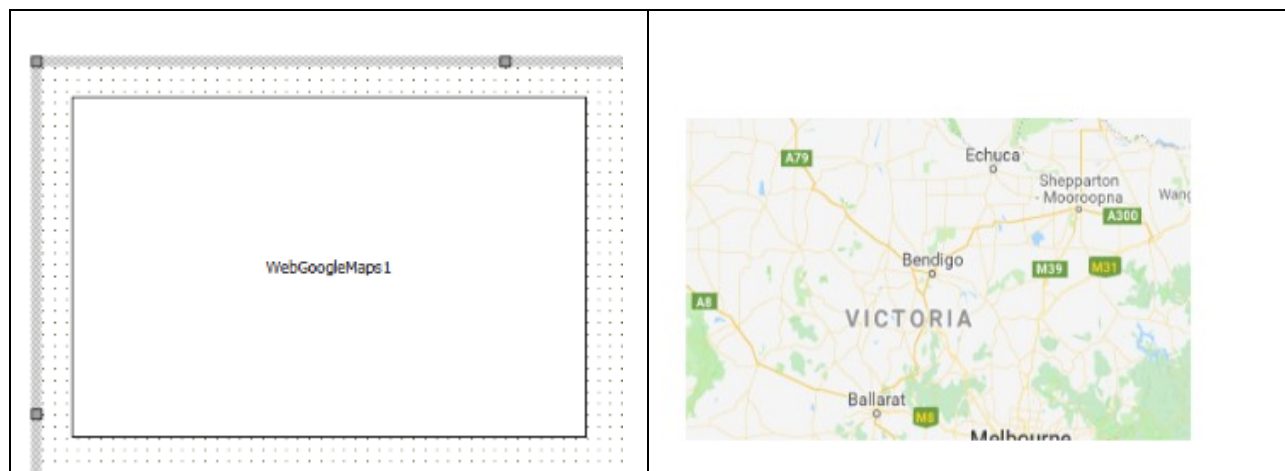 WebGoogleMaps1
A79
Echuca
Shepparton
- Mooroopna
Wang
A300
Bendigo
M39
M31
A8
VICTORIA
Ballarat
M8
Melbourne